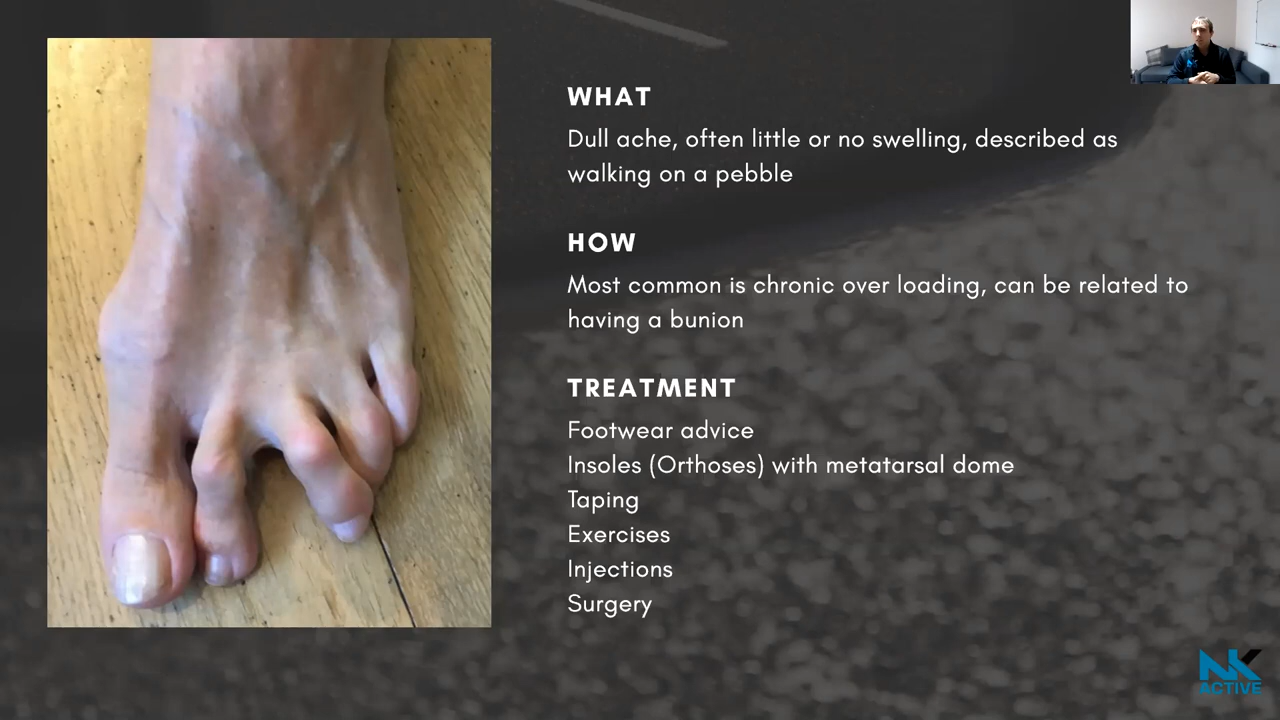 WHAT
Dull ache, often little or no swelling, described as
walking on a pebble
HOW
Most common is chronic over loading, can be related to
having a bunion
TREATMENT
Footwear advice
Insoles (Orthoses) with metatarsal dome
Taping
Exercises
Injections
Surgery
NK
ACTIVE